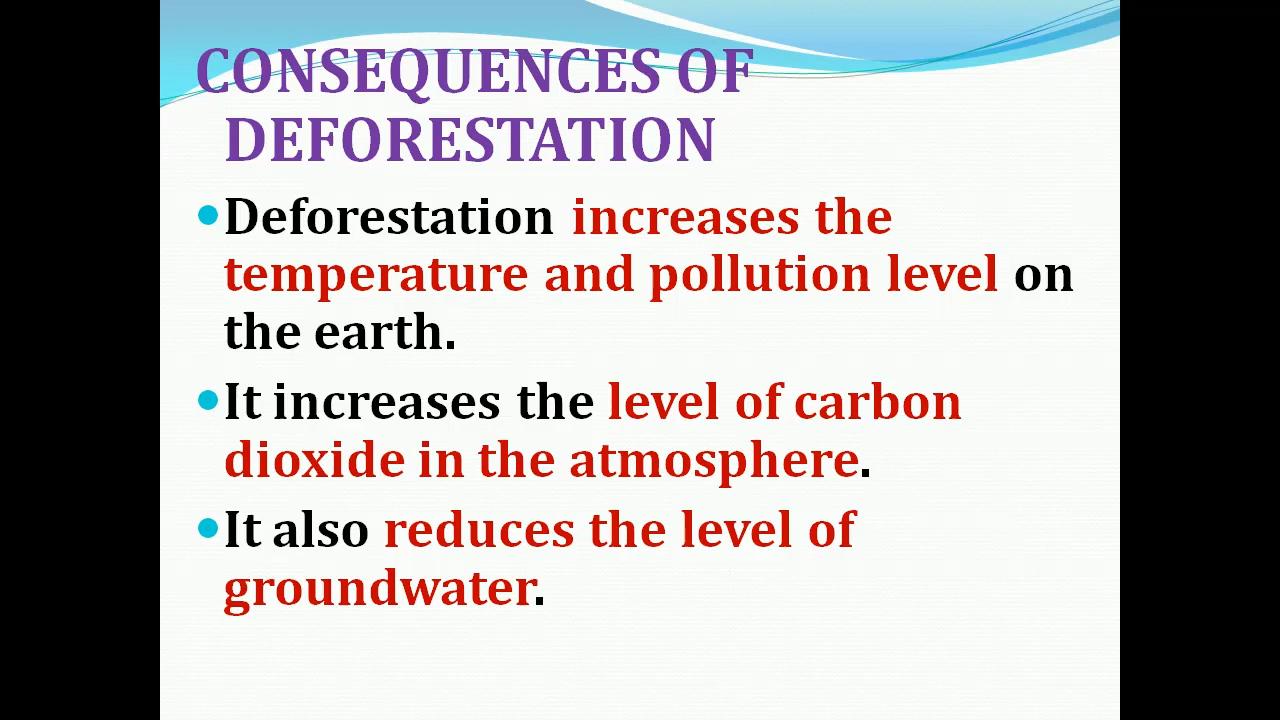 CONSEQUENCES OF
DEFORESTATION
•Deforestation increases the
temperature and pollution level on
the earth.
•It increases the level of carbon
dioxide in the atmosphere.
•It also reduces the level of
groundwater.